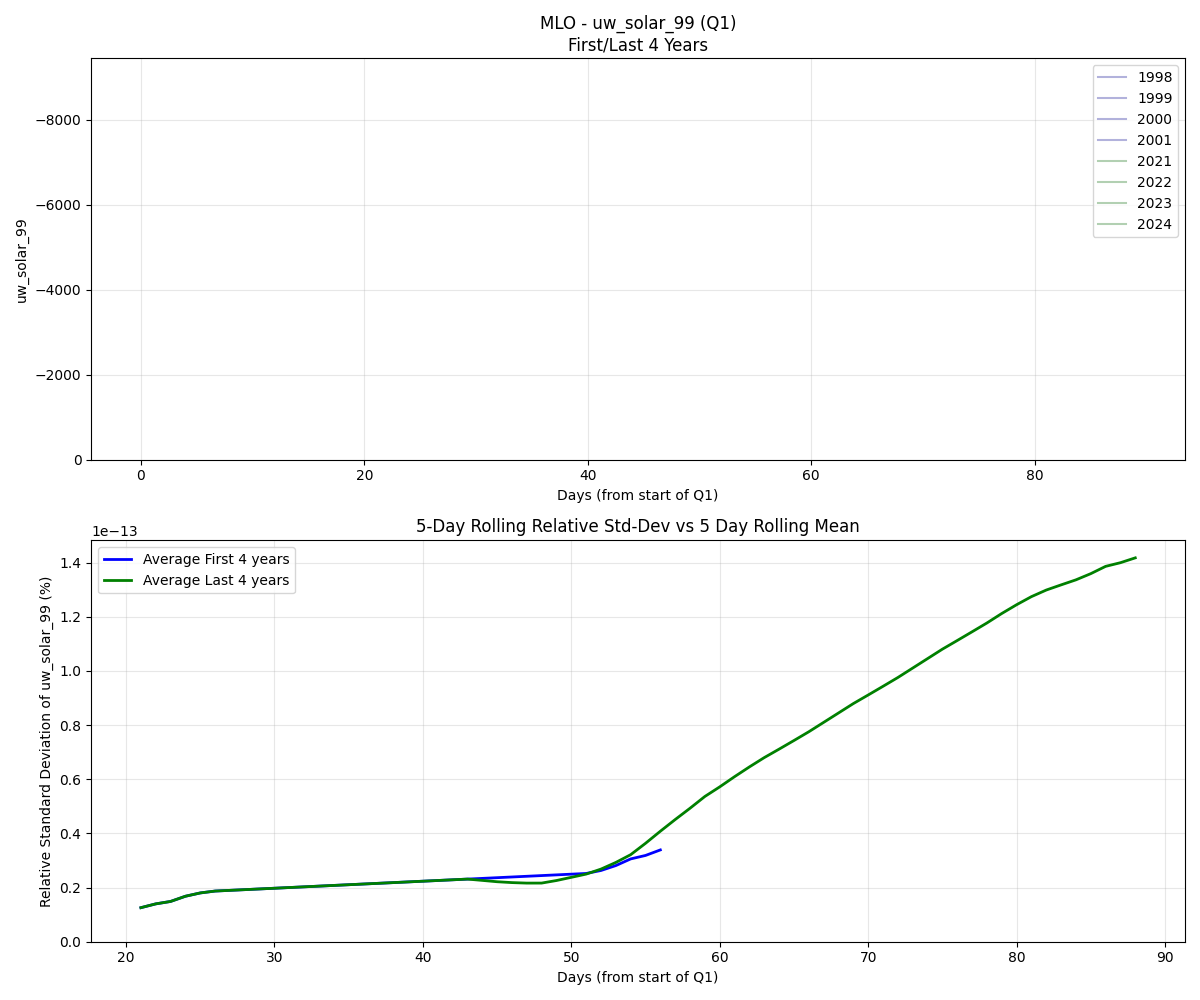 MLO - uw_solar_99 (Q1)
First/Last 4 Years
1998
1999
2000
2001
2021
2022
2023
2024
−8000
−6000
−4000
−2000
0
uw_solar_99
0 20 40 60 80
Days (from start of Q1)
5-Day Rolling Relative Std-Dev vs 5 Day Rolling Mean
1e−13
Average First 4 years
Average Last 4 years
1.4
1.2
1.0
0.8
0.6
0.4
0.2
0.0
Relative Standard Deviation of uw_solar_99 (%)
20 30 40 50 60 70 80 90
Days (from start of Q1)